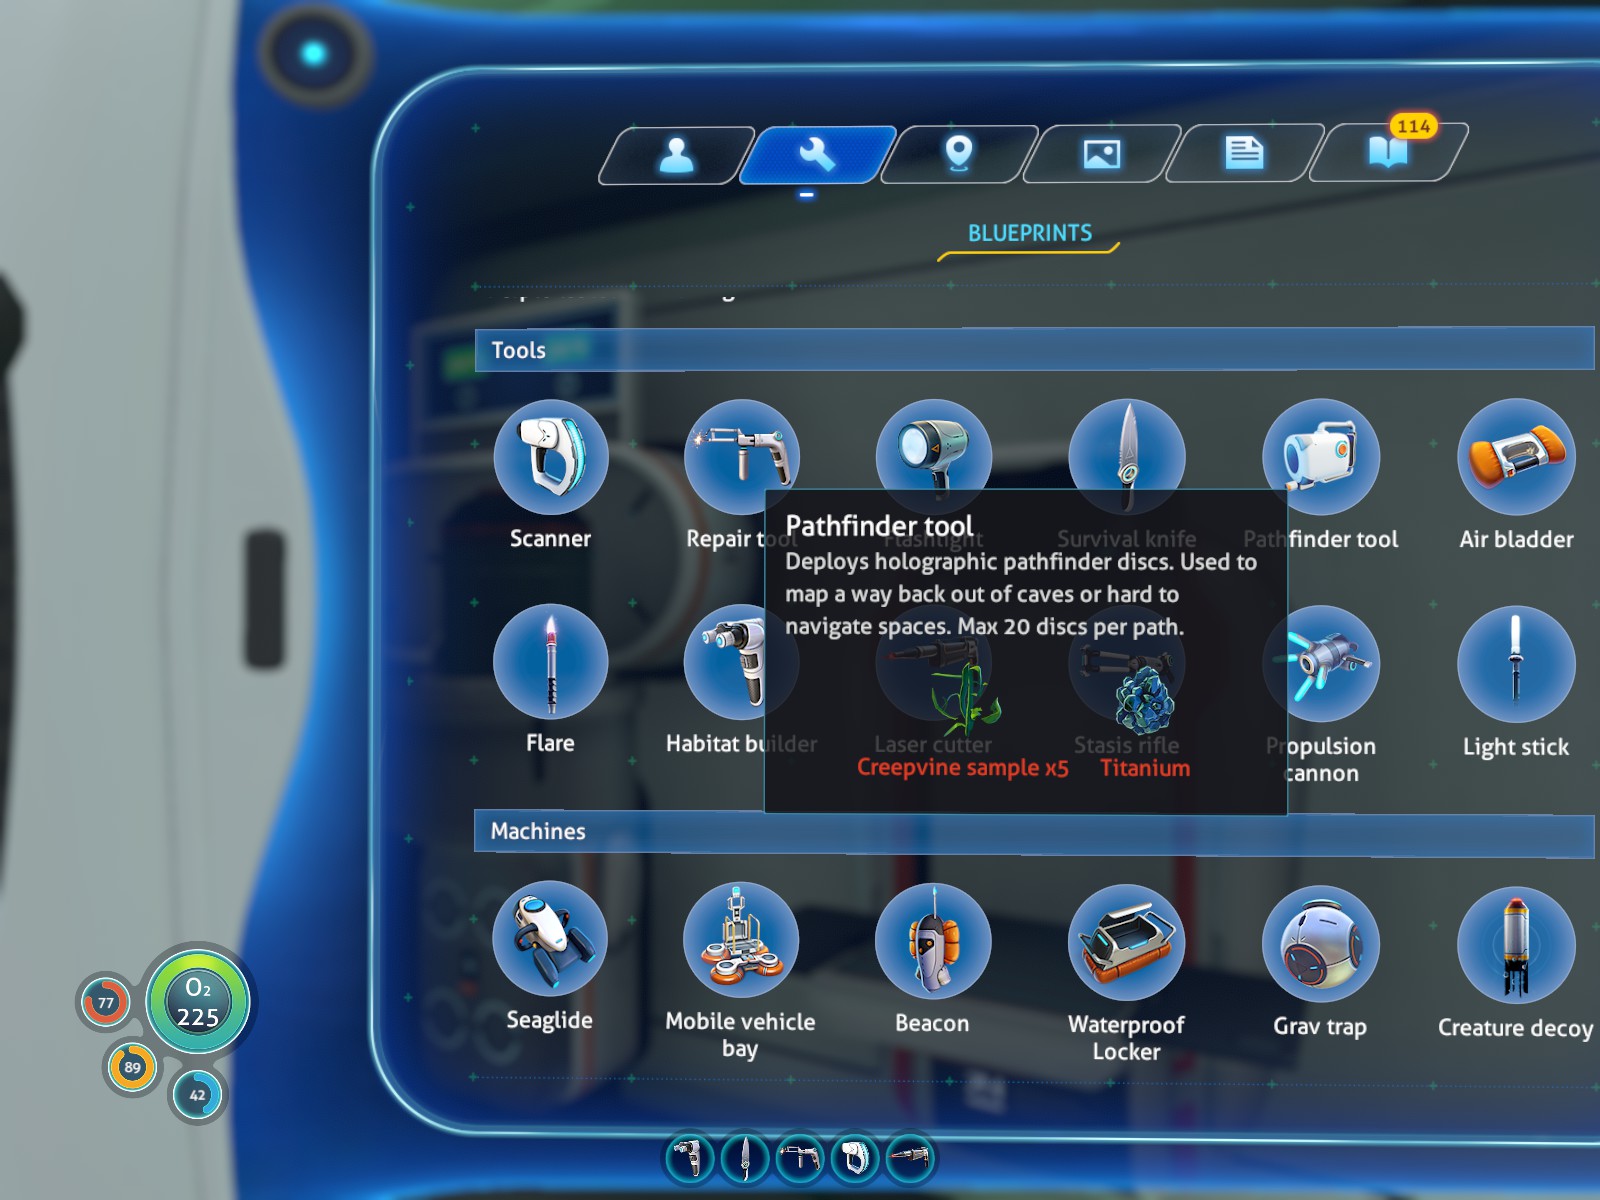 114
BLUEPRINTS
Tools
Scanner
Repair tool
Flashlight
Survival knife
Pathfinder tool
Air bladder
Pathfinder tool
Deploys holographic pathfinder discs. Used to
map a way back out of caves or hard to
navigate spaces. Max 20 discs per path.
Creepvine sample x5
Titanium
Flare
Habitat builder
Laser cutter
Stasis rifle
Propulsion
cannon
Light stick
Machines
Seaglide
Mobile vehicle
bay
Beacon
Waterproof
Locker
Grav trap
Creature decoy
O2
225
77
89
42